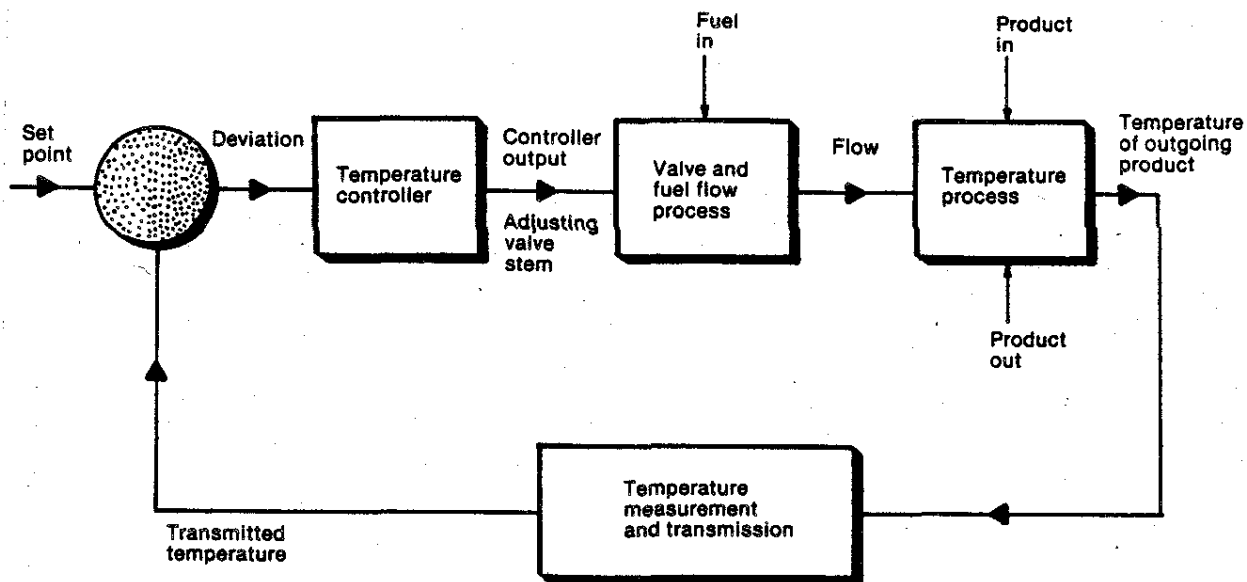 Fuel
in
Product
in
Set
point
Deviation
Temperature
controller
Controller
output
Adjusting
valve
stem
Valve and
fuel flow
process
Flow
Temperature
process
Temperature
of outgoing
product
Product
out
Temperature
measurement
and transmission
Transmitted
temperature